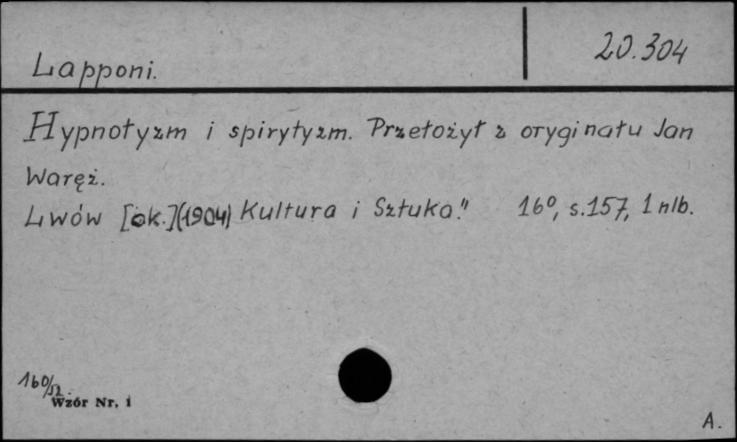 Lapponi.
20.304
Hypnotyzm i spirytyzm. Przełożył z oryginału Jan
Waręż.
Lwów [ok.](1904) Kultura i Sztuka." 16°, s.157, 1 nlb.
160/52.
Wzór Nr. 1
A.